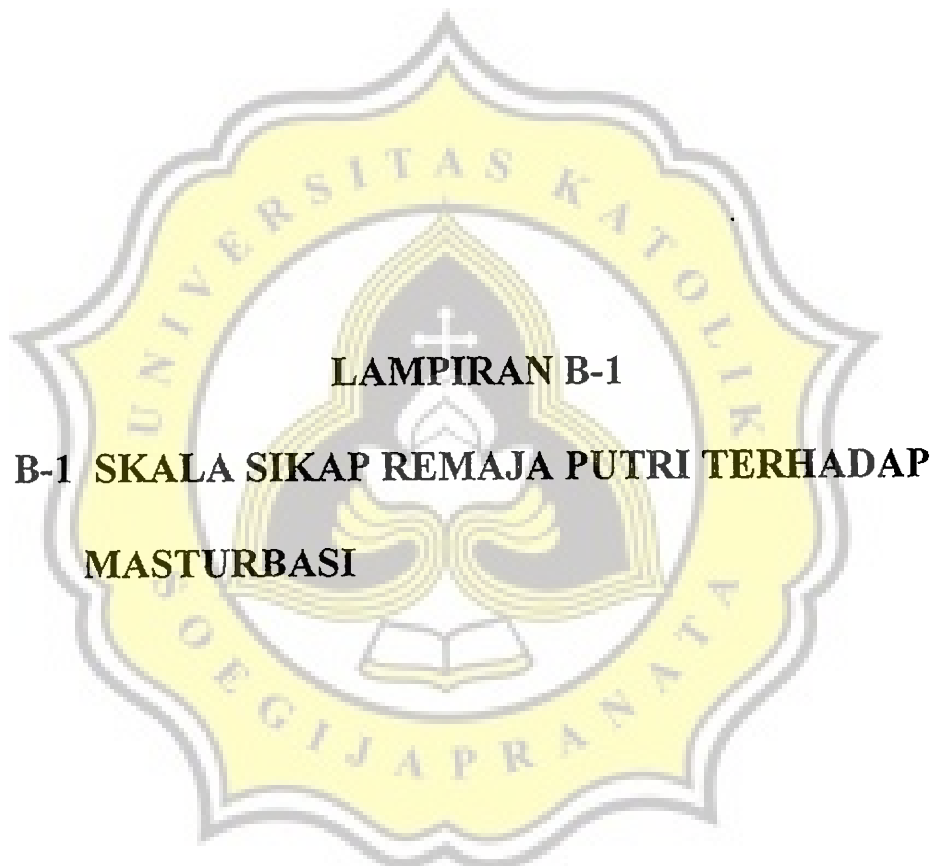 UNIVERSITAS KATOLIK
LAMPIRAN B-1
B-1 SKALA SIKAP REMAJA PUTRI TERHADAP
MASTURBASI
SOEGIJAPRANATA